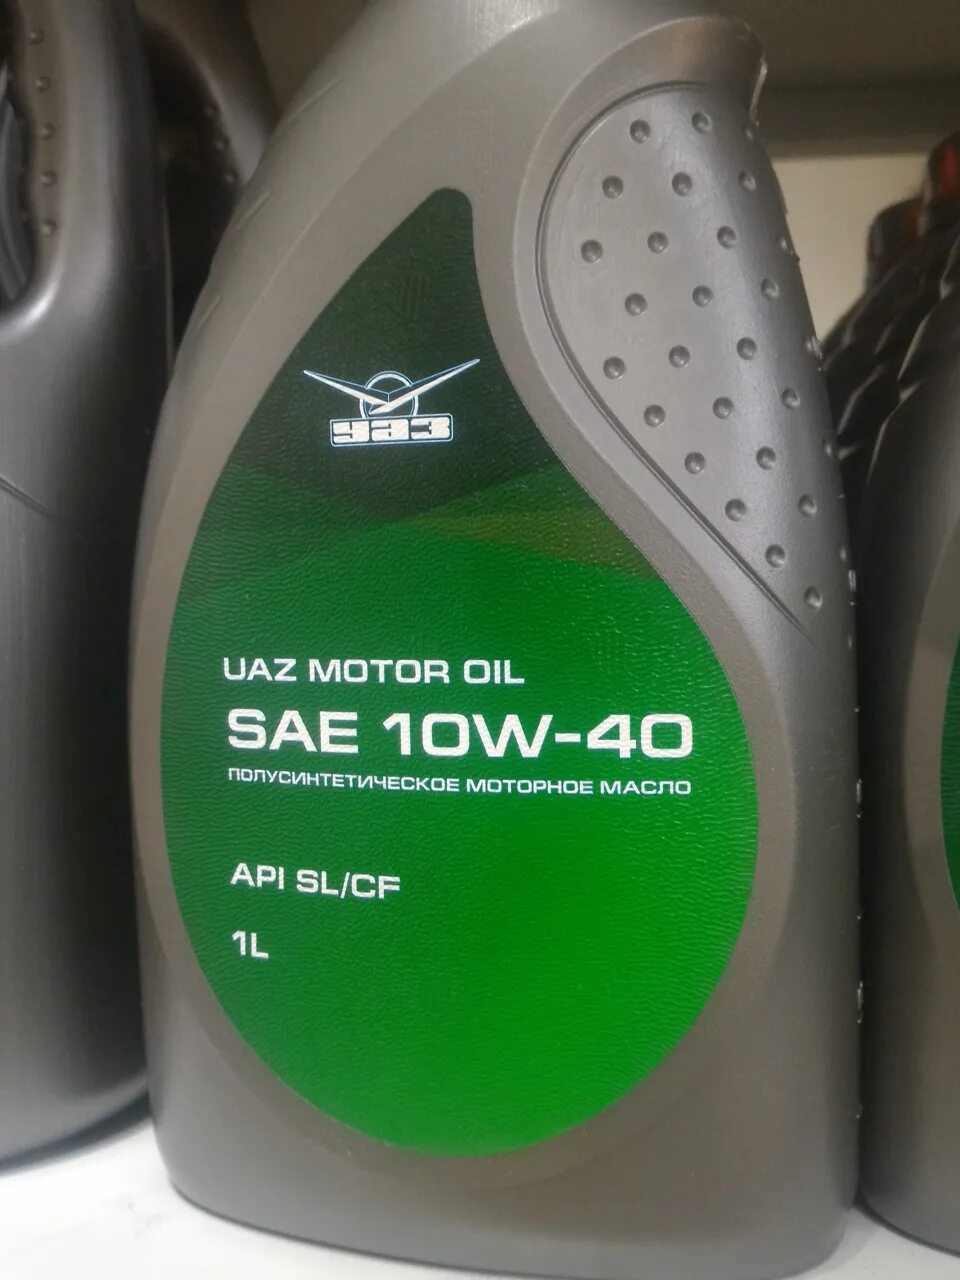 УАЗ
UAZ MOTOR OIL
SAE 10W-40
ПОЛУСИНТЕТИЧЕСКОЕ МОТОРНОЕ МАСЛО
API SL/CF
1L